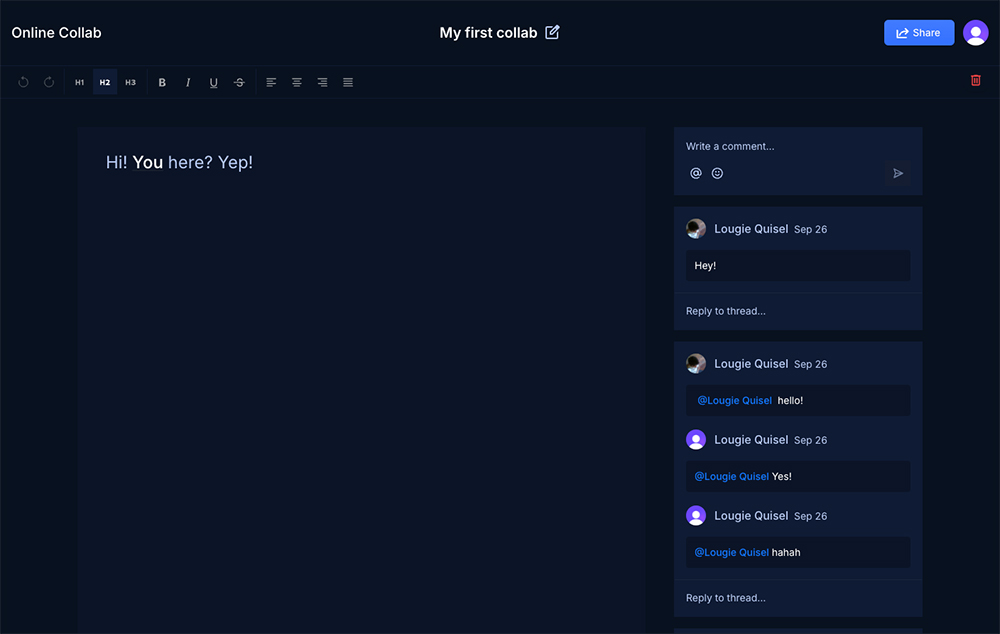 Online Collab
My first collab
Share
H1 H2 H3 B I U S
Hi! You here? Yep!
Write a comment...
@
Lougie Quisel Sep 26
Hey!
Reply to thread...
Lougie Quisel Sep 26
@Lougie Quisel hello!
Lougie Quisel Sep 26
@Lougie Quisel Yes!
Lougie Quisel Sep 26
@Lougie Quisel hahah
Reply to thread...